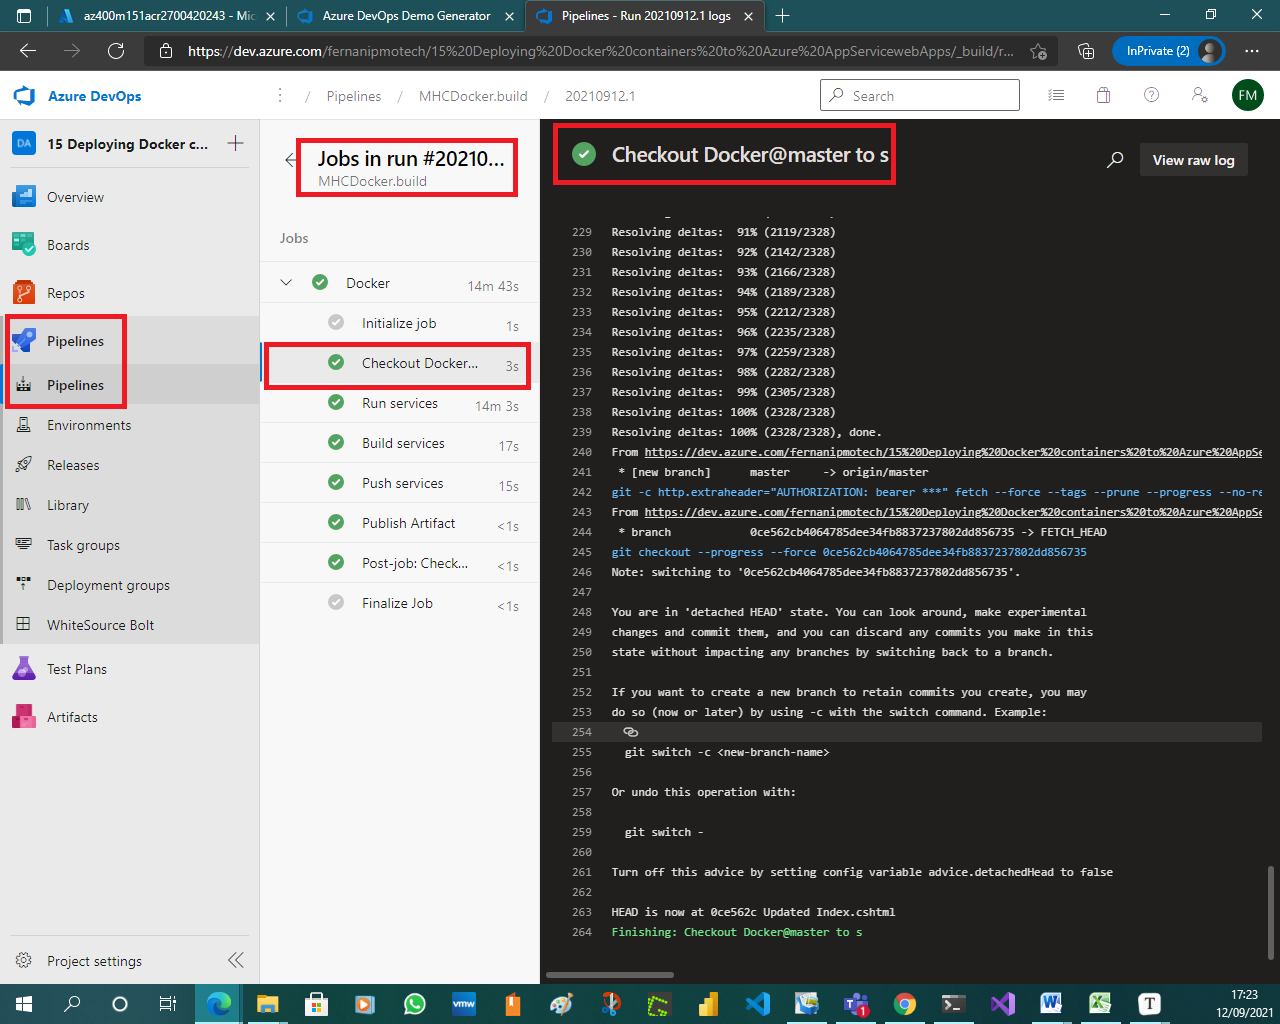 az400m151acr2700420243 - Mic
Azure DevOps Demo Generator
Pipelines - Run 20210912.1 logs
https://dev.azure.com/fernanipmotech/15%20Deploying%20Docker%20containers%20to%20Azure%20AppServicewebApps/_build/r...
InPrivate (2)
Azure DevOps
/ Pipelines / MHCDocker.build / 20210912.1
Search
FM
DA
15 Deploying Docker c...
Overview
Boards
Repos
Pipelines
Pipelines
Environments
Releases
Library
Task groups
Deployment groups
WhiteSource Bolt
Test Plans
Artifacts
Project settings
Jobs in run #20210...
MHCDocker.build
Jobs
Docker 14m 43s
Initialize job 1s
Checkout Docker... 3s
Run services 14m 3s
Build services 17s
Push services 15s
Publish Artifact <1s
Post-job: Check... <1s
Finalize Job <1s
Checkout Docker@master to s
View raw log
229 Resolving deltas:  91% (2119/2328)
230 Resolving deltas:  92% (2142/2328)
231 Resolving deltas:  93% (2166/2328)
232 Resolving deltas:  94% (2189/2328)
233 Resolving deltas:  95% (2212/2328)
234 Resolving deltas:  96% (2235/2328)
235 Resolving deltas:  97% (2259/2328)
236 Resolving deltas:  98% (2282/2328)
237 Resolving deltas:  99% (2305/2328)
238 Resolving deltas: 100% (2328/2328)
239 Resolving deltas: 100% (2328/2328), done.
240 From https://dev.azure.com/fernanipmotech/15%20Deploying%20Docker%20containers%20to%20Azure%20AppSe
241 * [new branch] master -> origin/master
242 git -c http.extraheader="AUTHORIZATION: bearer ***" fetch --force --tags --prune --progress --no-re
243 From https://dev.azure.com/fernanipmotech/15%20Deploying%20Docker%20containers%20to%20Azure%20AppSe
244 * branch 0ce562cb4064785dee34fb8837237802dd856735 -> FETCH_HEAD
245 git checkout --progress --force 0ce562cb4064785dee34fb8837237802dd856735
246 Note: switching to '0ce562cb4064785dee34fb8837237802dd856735'.
247
248 You are in 'detached HEAD' state. You can look around, make experimental
249 changes and commit them, and you can discard any commits you make in this
250 state without impacting any branches by switching back to a branch.
251
252 If you want to create a new branch to retain commits you create, you may
253 do so (now or later) by using -c with the switch command. Example:
254
255 git switch -c <new-branch-name>
256
257 Or undo this operation with:
258
259 git switch -
260
261 Turn off this advice by setting config variable advice.detachedHead to false
262
263 HEAD is now at 0ce562c Updated Index.cshtml
264 Finishing: Checkout Docker@master to s
vmw
1
T
17:23
12/09/2021